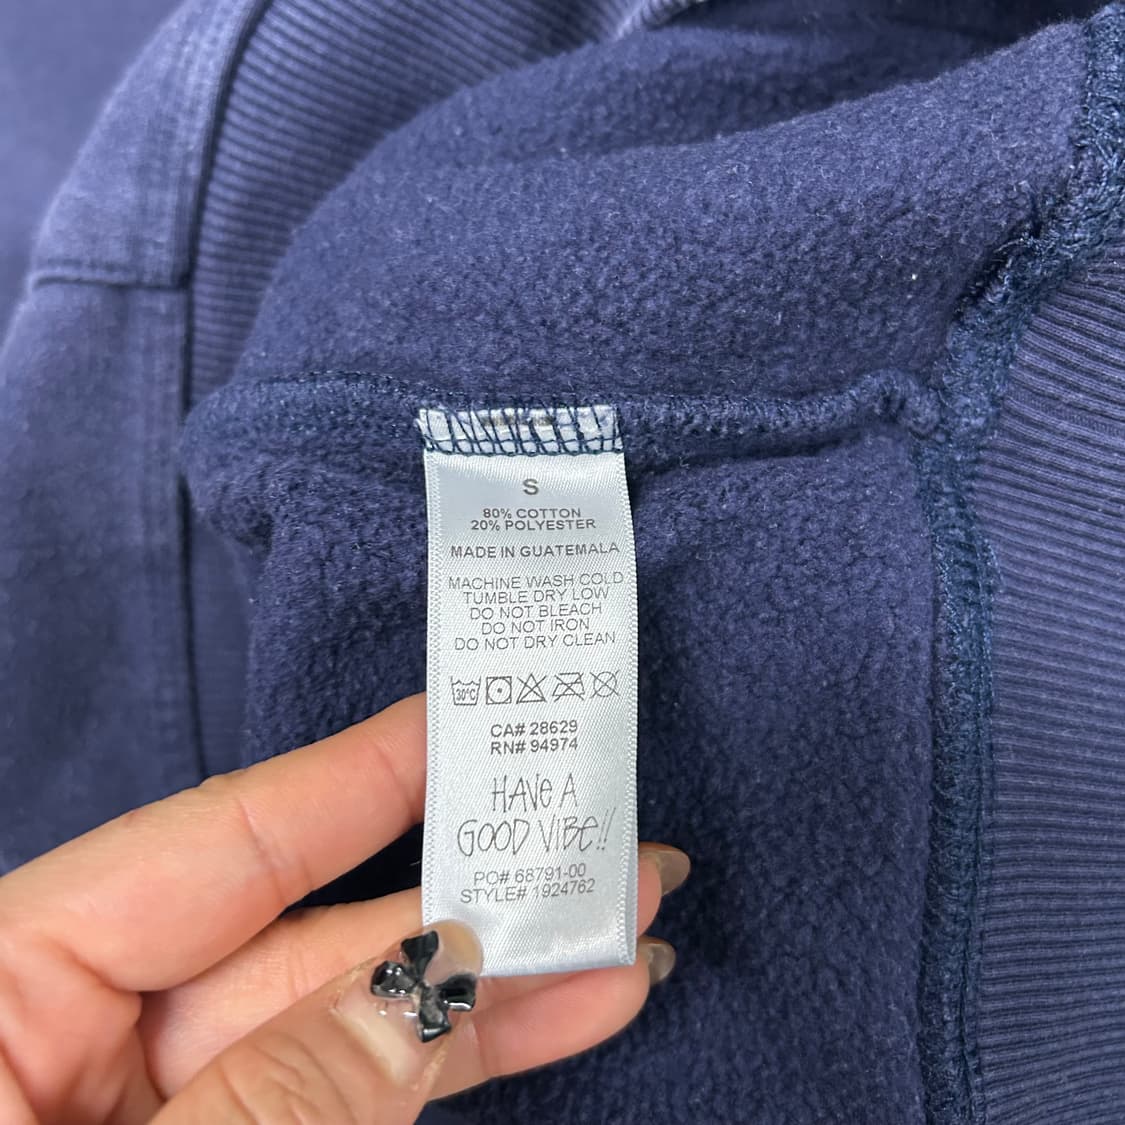 S
80% COTTON
20% POLYESTER
MADE IN GUATEMALA
MACHINE WASH COLD
TUMBLE DRY LOW
DO NOT BLEACH
DO NOT IRON
DO NOT DRY CLEAN
30°C
CA# 28629
RN# 94974
HAVE A
GOOD VIBE!!
PO# 68791-00
STYLE# 1924762